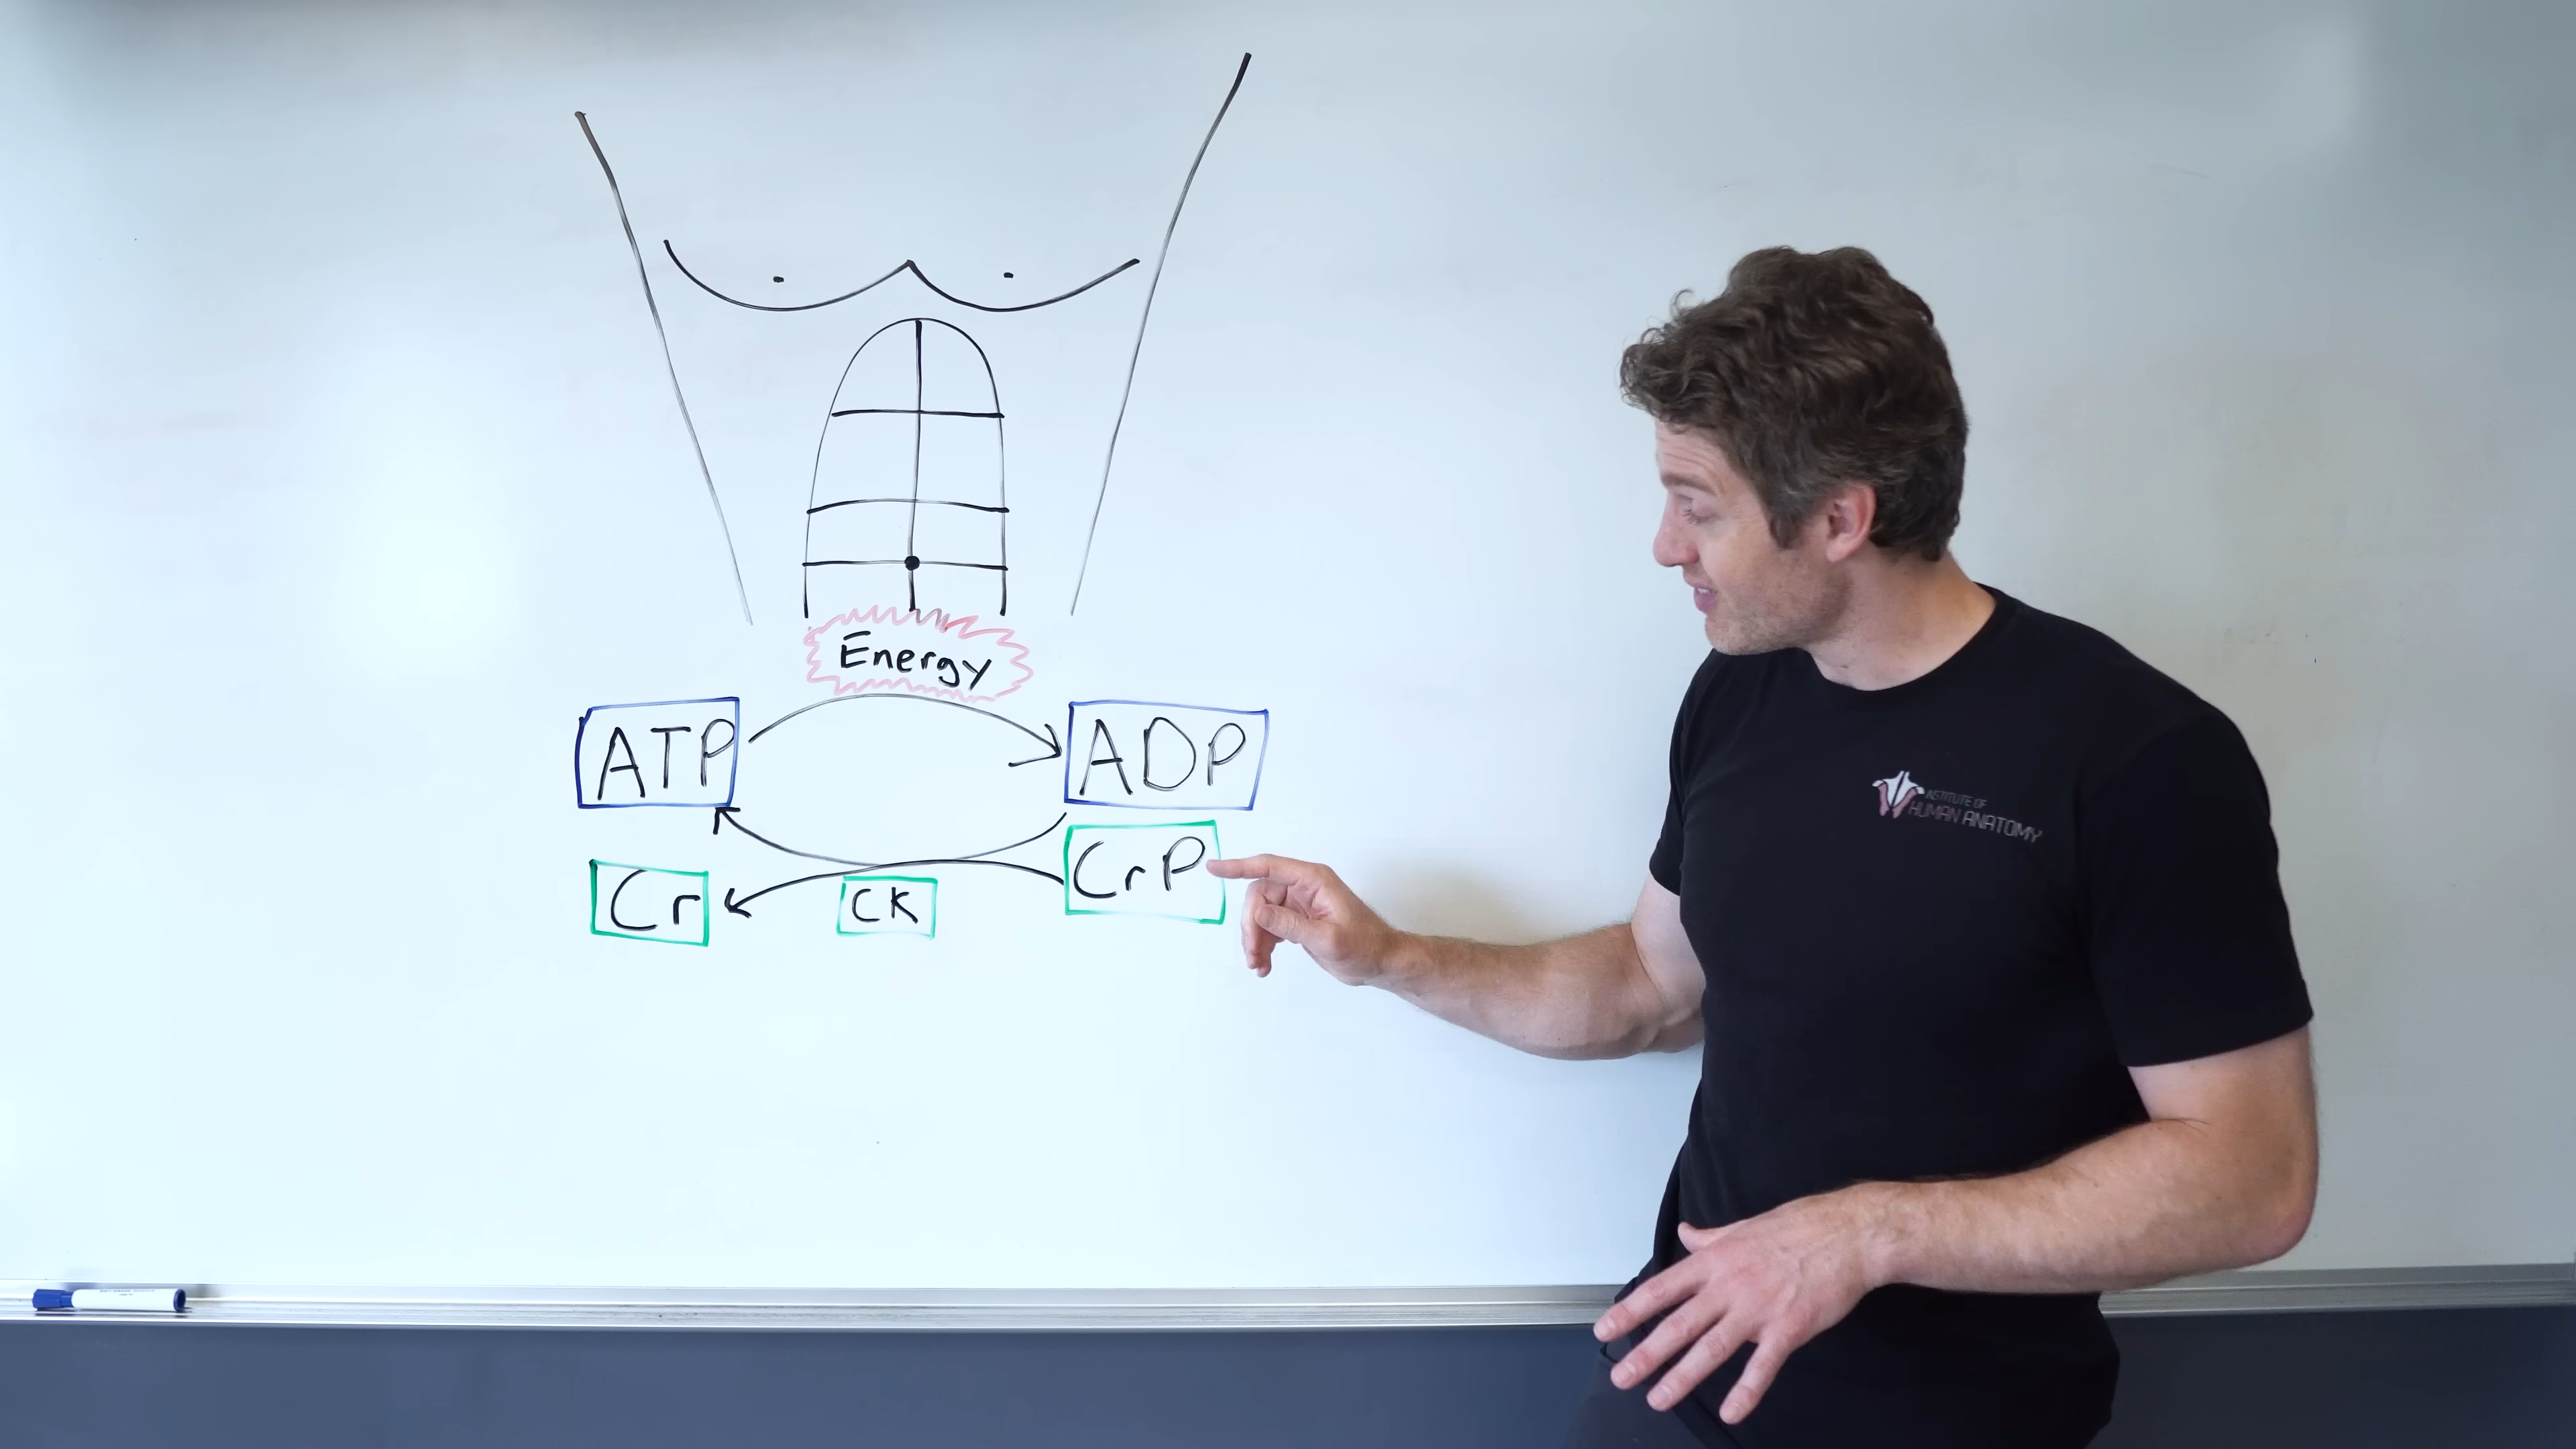 Energy
ATP
ADP
CrP
Cr
CK
INSTITUTE OF
HUMAN ANATOMY